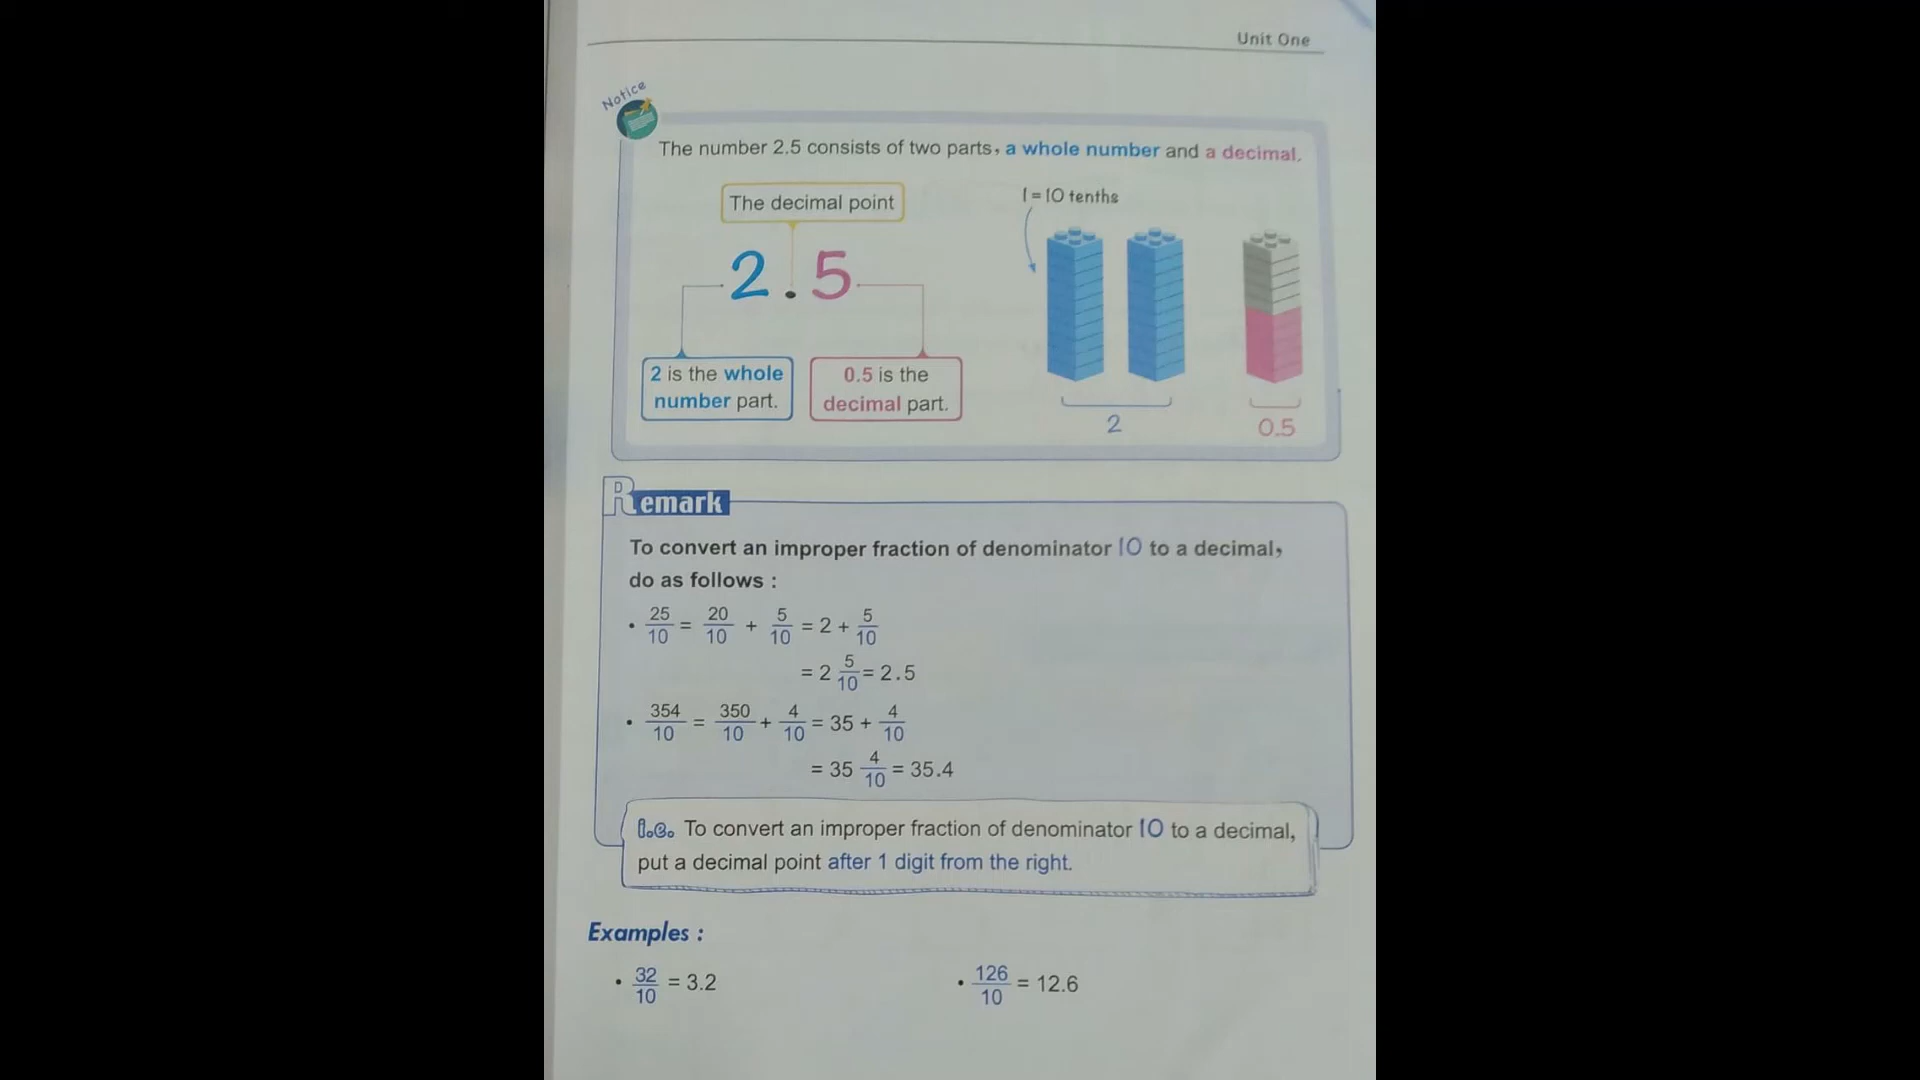 Unit One
Notice
The number 2.5 consists of two parts, a whole number and a decimal.
The decimal point
1 = 10 tenths
2.5
2 is the whole
number part.
0.5 is the
decimal part.
2
0.5
Remark
To convert an improper fraction of denominator 10 to a decimal,
do as follows :
• 25/10 = 20/10 + 5/10 = 2 + 5/10
= 2 5/10 = 2.5
• 354/10 = 350/10 + 4/10 = 35 + 4/10
= 35 4/10 = 35.4
I.e. To convert an improper fraction of denominator 10 to a decimal,
put a decimal point after 1 digit from the right.
Examples :
• 32/10 = 3.2
• 126/10 = 12.6